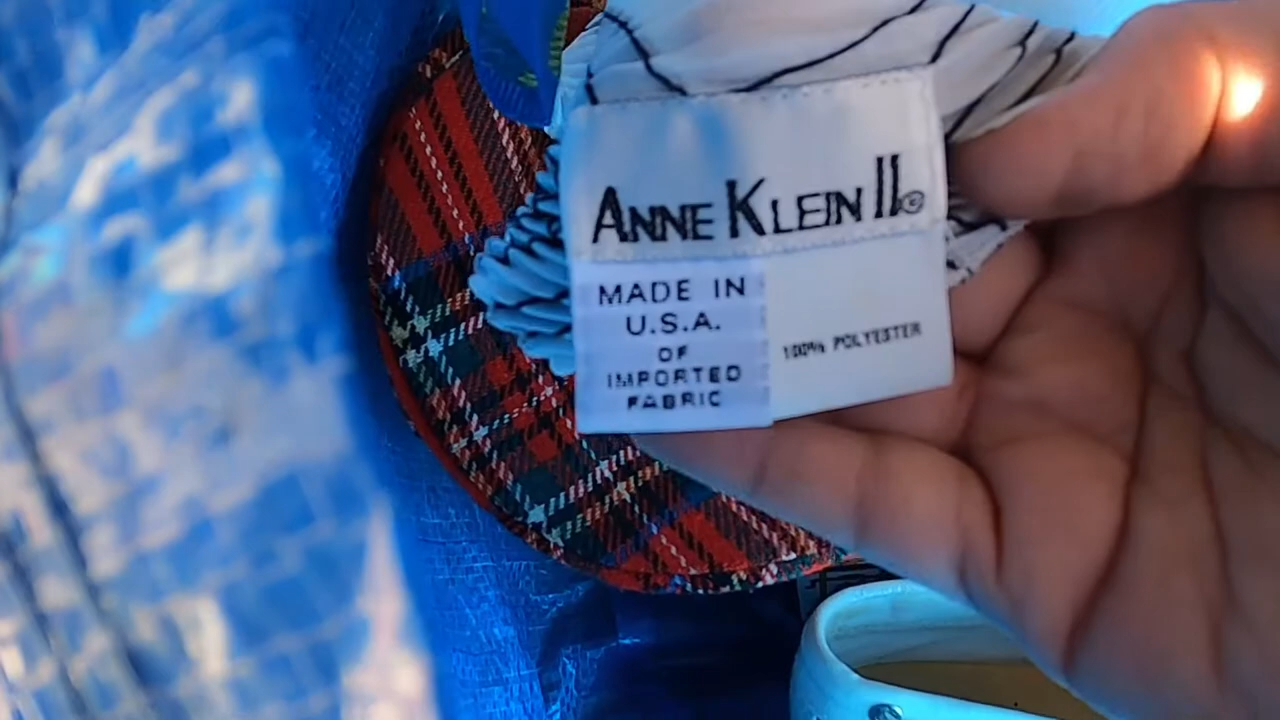 ANNE KLEIN II©
MADE IN
U.S.A.
OF
IMPORTED
FABRIC
100% POLYESTER